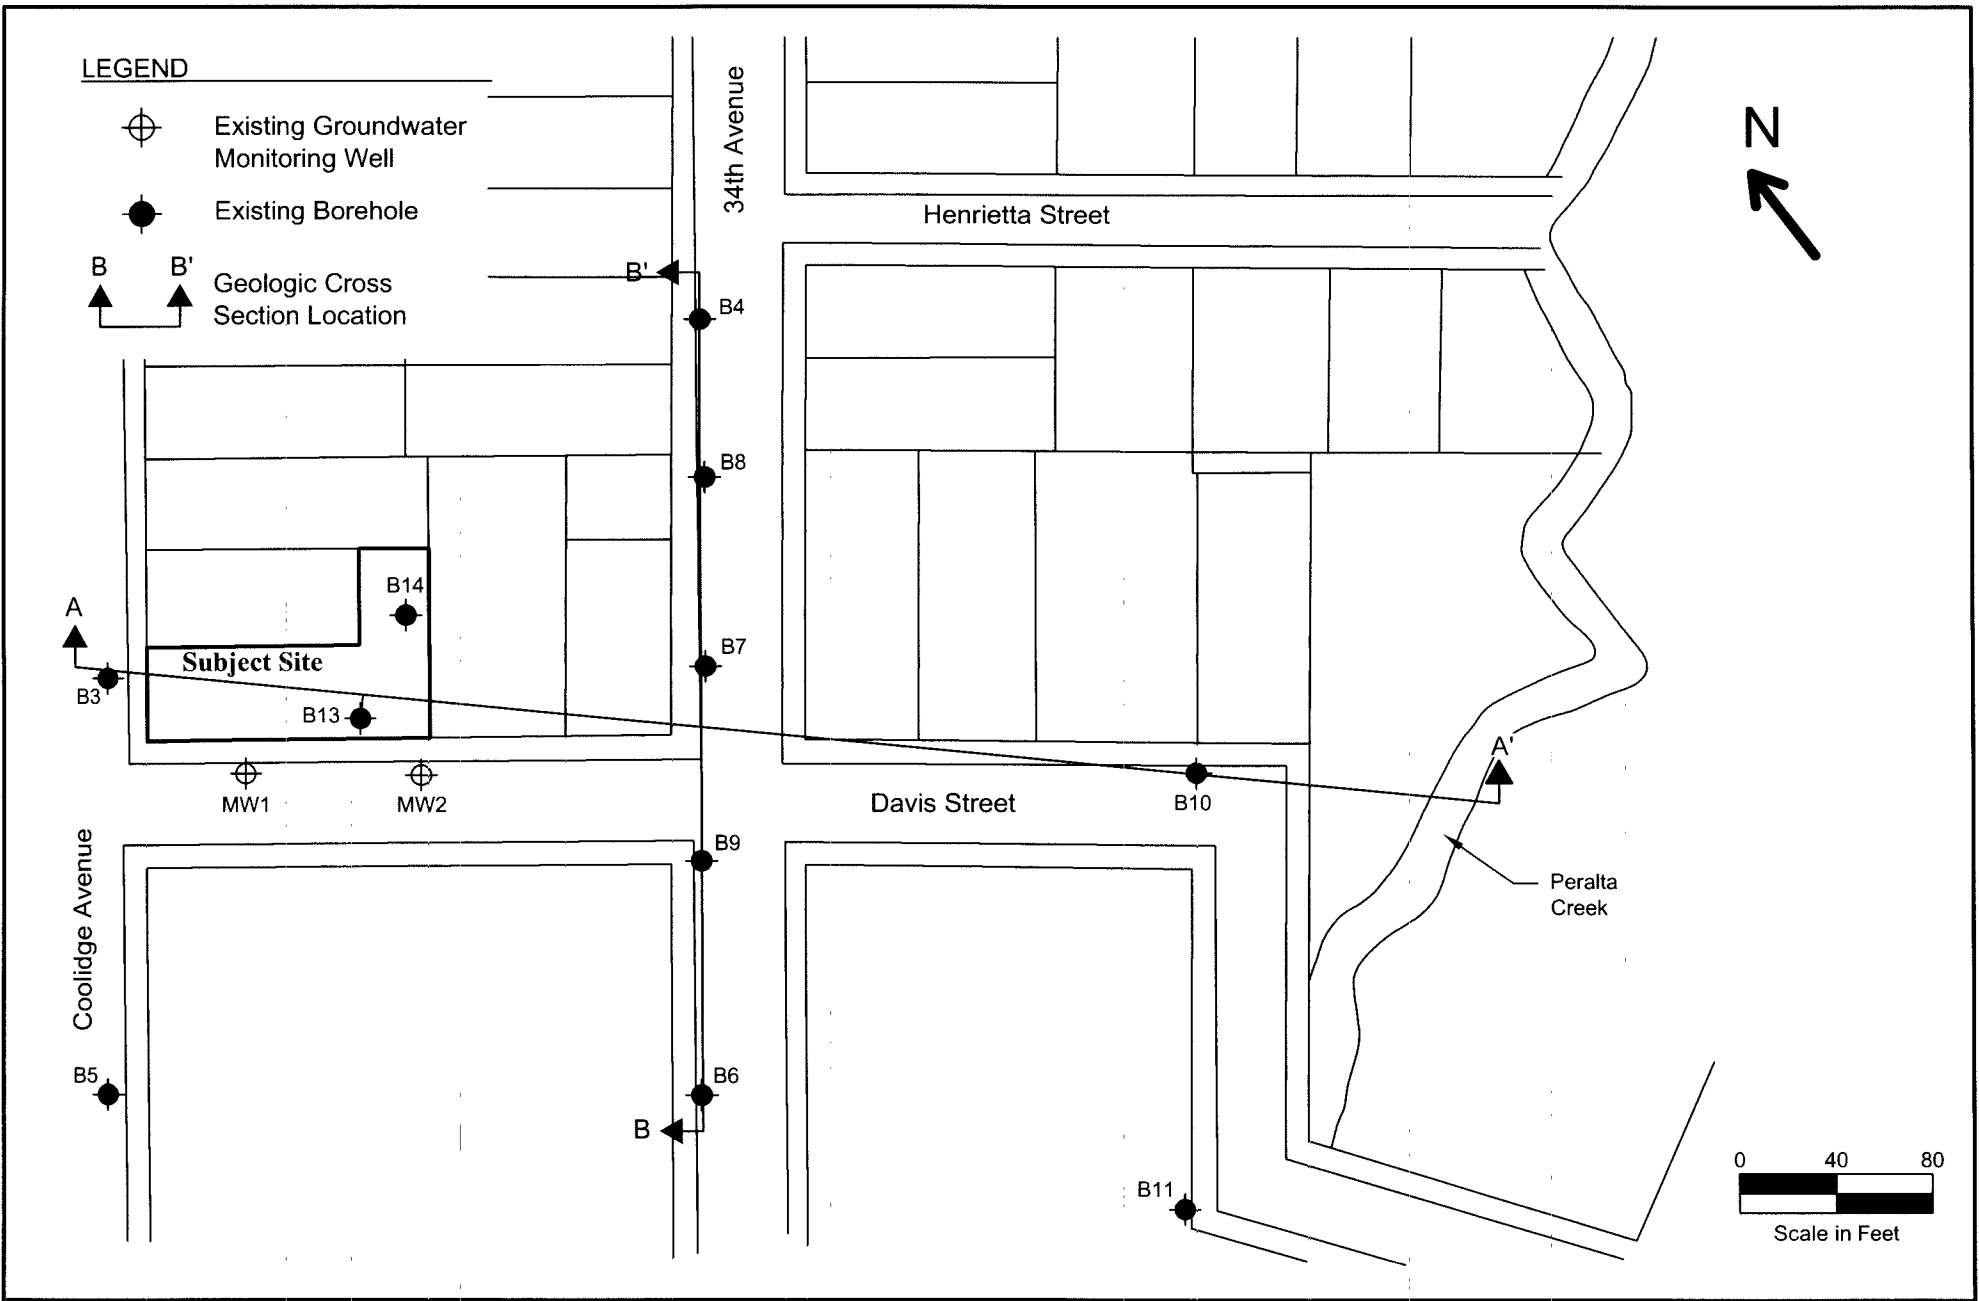 LEGEND
Existing Groundwater
Monitoring Well
Existing Borehole
B B'
Geologic Cross
Section Location
34th Avenue
N
Henrietta Street
B'
B4
B8
B14
A
B7
Subject Site
B3
B13
A'
MW1
MW2
Davis Street
B10
B9
Peralta
Creek
Coolidge Avenue
B5
B6
B
B11
0 40 80
Scale in Feet